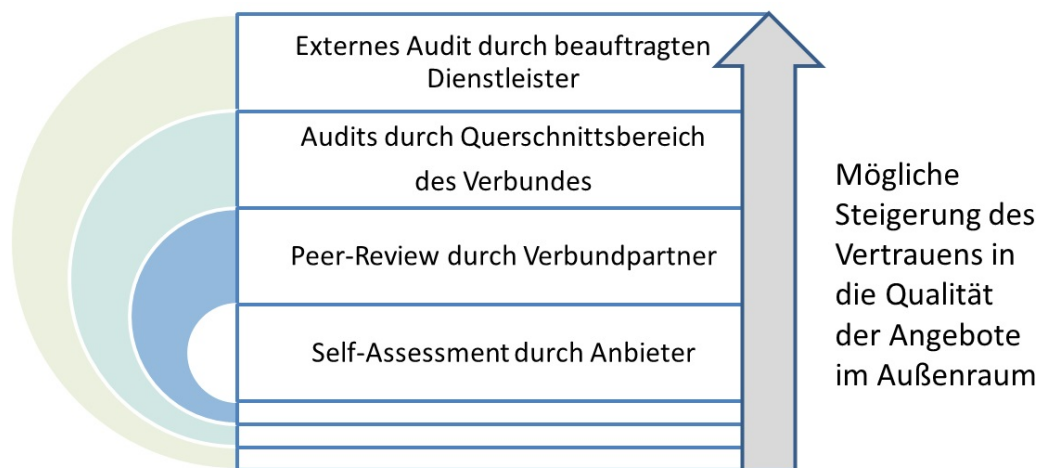 Externes Audit durch beauftragten
Dienstleister
Audits durch Querschnittsbereich
des Verbundes
Peer-Review durch Verbundpartner
Self-Assessment durch Anbieter
Mögliche
Steigerung des
Vertrauens in
die Qualität
der Angebote
im Außenraum